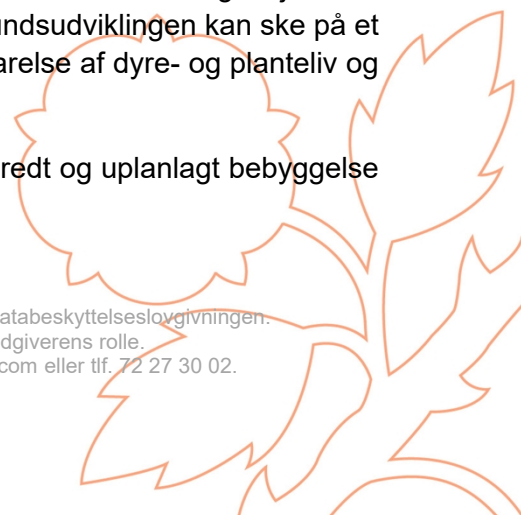 ndsudviklingen kan ske på et
arelse af dyre- og planteliv og
redt og uplanlagt bebyggelse
atabeskyttelseslovgivningen.
dgiverens rolle.
com eller tlf. 72 27 30 02.